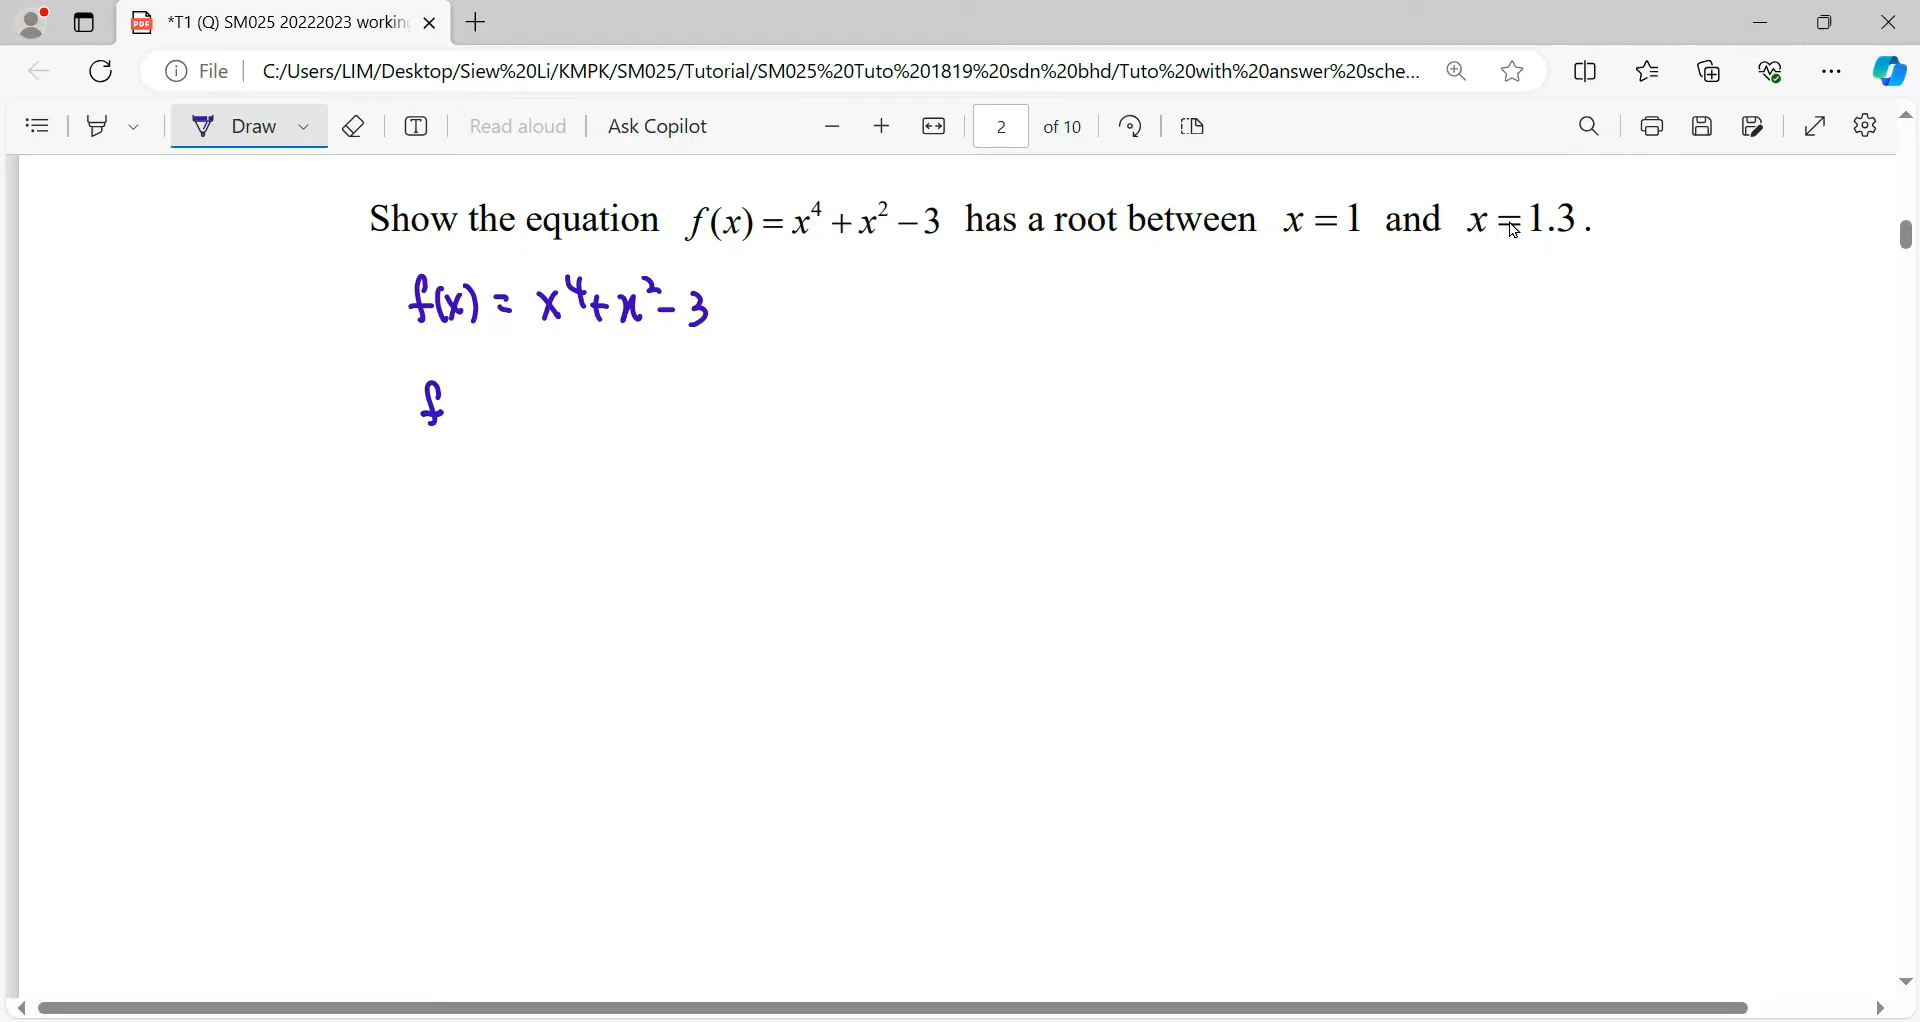 *T1 (Q) SM025 20222023 workin
File
C:/Users/LIM/Desktop/Siew%20Li/KMPK/SM025/Tutorial/SM025%20Tuto%201819%20sdn%20bhd/Tuto%20with%20answer%20sche...
Draw
Read aloud
Ask Copilot
2 of 10
Show the equation f(x) = x⁴ + x² − 3 has a root between x = 1 and x = 1.3.
f(x) = x⁴ + x² − 3
f